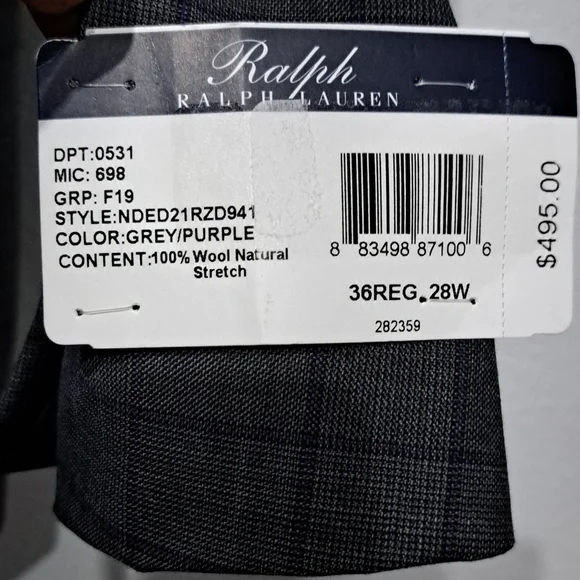 Ralph
RALPH LAUREN
DPT:0531
MIC: 698
GRP: F19
STYLE:NDED21RZD941
COLOR:GREY/PURPLE
CONTENT:100% Wool Natural
Stretch
8 83498 87100 6
36REG 28W
282359
$495.00